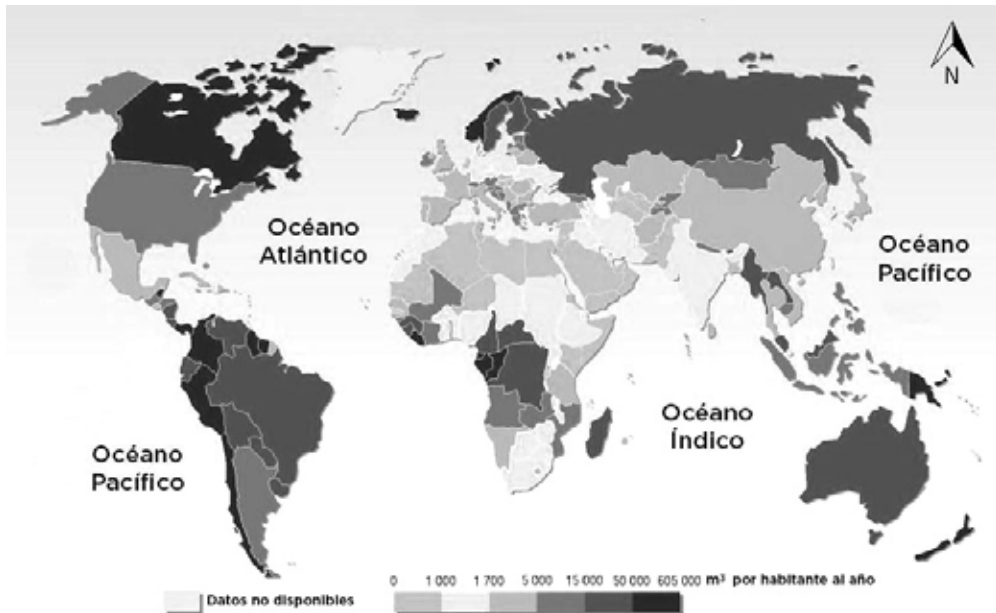 N
Océano
Atlántico
Océano
Pacífico
Océano
Índico
Océano
Pacífico
0 1 000 1 700 5 000 15 000 50 000 605 000 m³ por habitante al año
Datos no disponibles